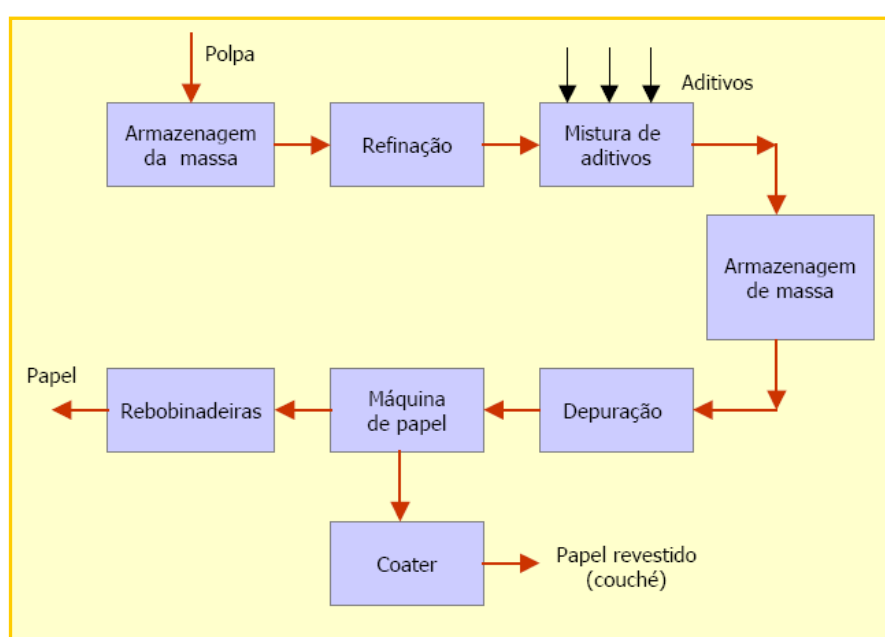 Polpa
Aditivos
Armazenagem
da massa
Refinação
Mistura de
aditivos
Armazenagem
de massa
Papel
Rebobinadeiras
Máquina
de papel
Depuração
Coater
Papel revestido
(couché)